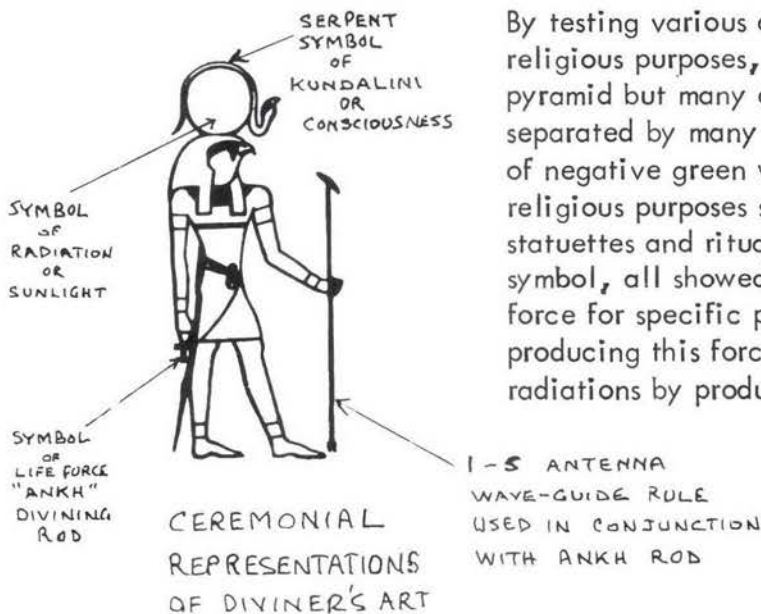 SERPENT
SYMBOL
OF
KUNDALINI
OR
CONSCIOUSNESS
SYMBOL
OF
RADIATION
OR
SUNLIGHT
SYMBOL
OF
LIFE FORCE
"ANKH"
DIVINING
ROD
CEREMONIAL
REPRESENTATIONS
OF DIVINER'S ART
1-5 ANTENNA
WAVE-GUIDE RULE
USED IN CONJUNCTION
WITH ANKH ROD
By testing various
religious purposes,
pyramid but many
separated by many
of negative green
religious purposes
statuettes and
symbol, all showed
force for specific
producing this
radiations by